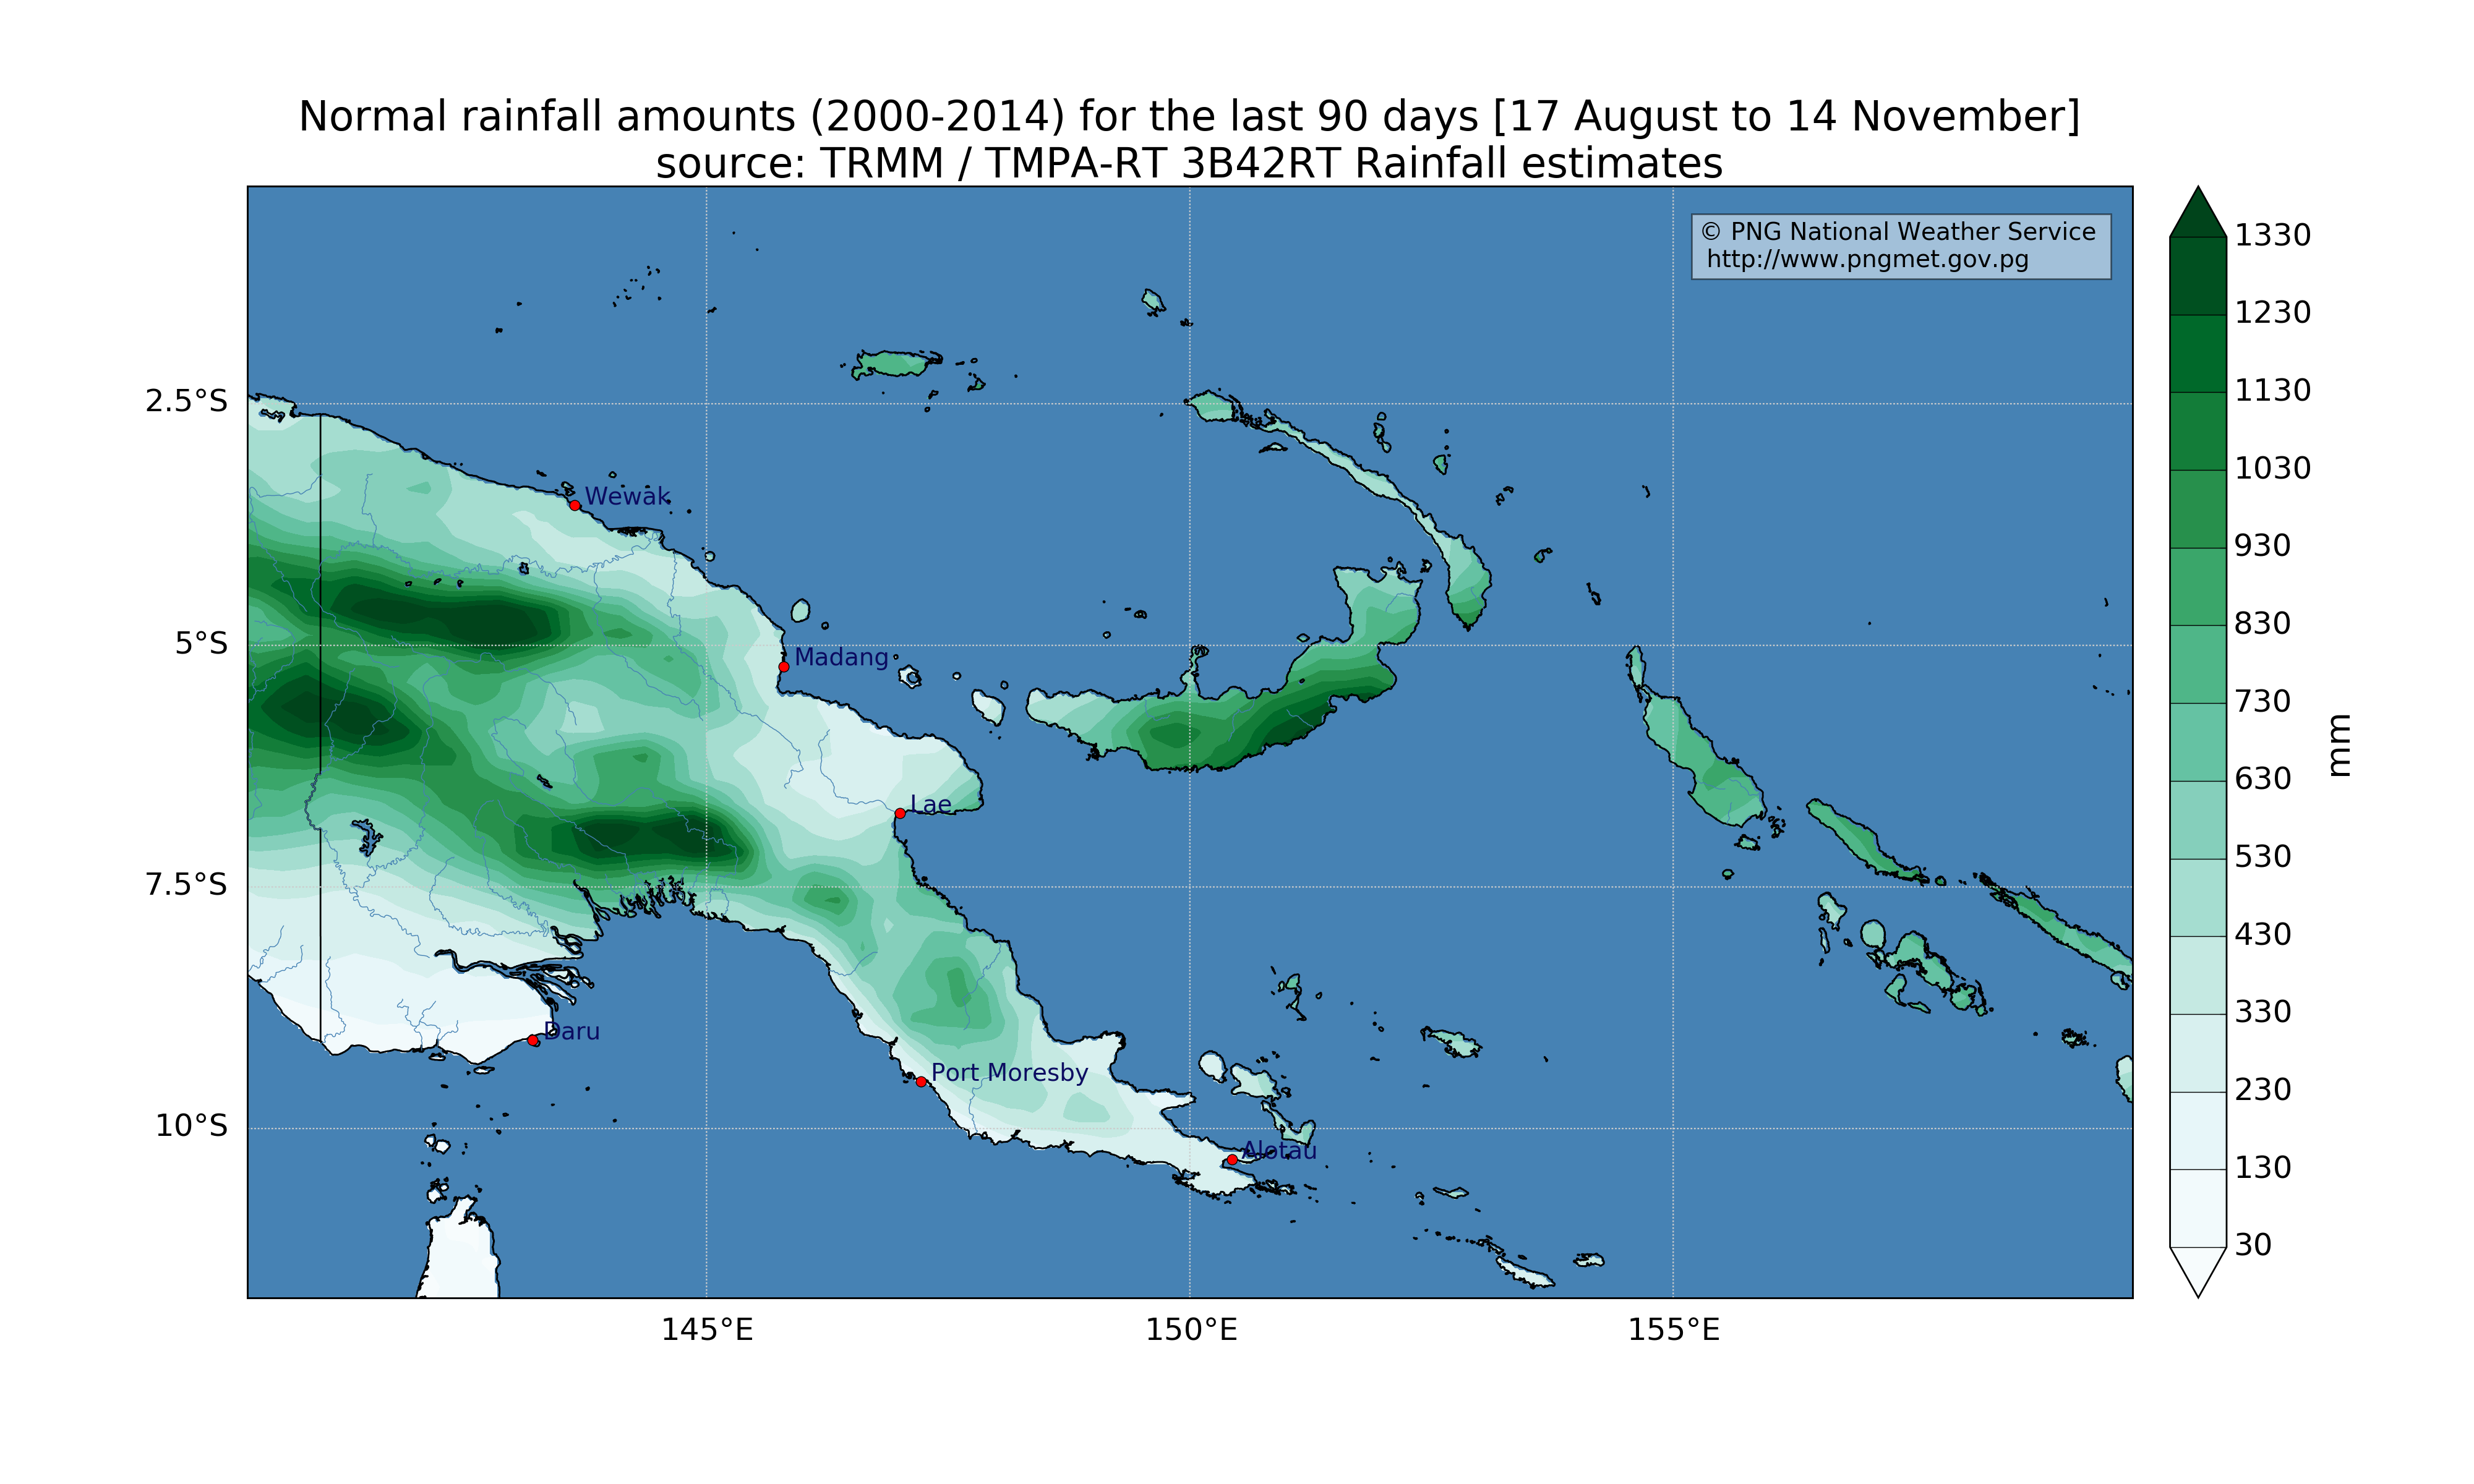 Normal rainfall amounts (2000-2014) for the last 90 days [17 August to 14 November]
source: TRMM / TMPA-RT 3B42RT Rainfall estimates
© PNG National Weather Service
http://www.pngmet.gov.pg
2.5°S
5°S
7.5°S
10°S
145°E
150°E
155°E
Wewak
Madang
Lae
Daru
Port Moresby
Alotau
1330
1230
1130
1030
930
830
730
630
530
430
330
230
130
30
mm